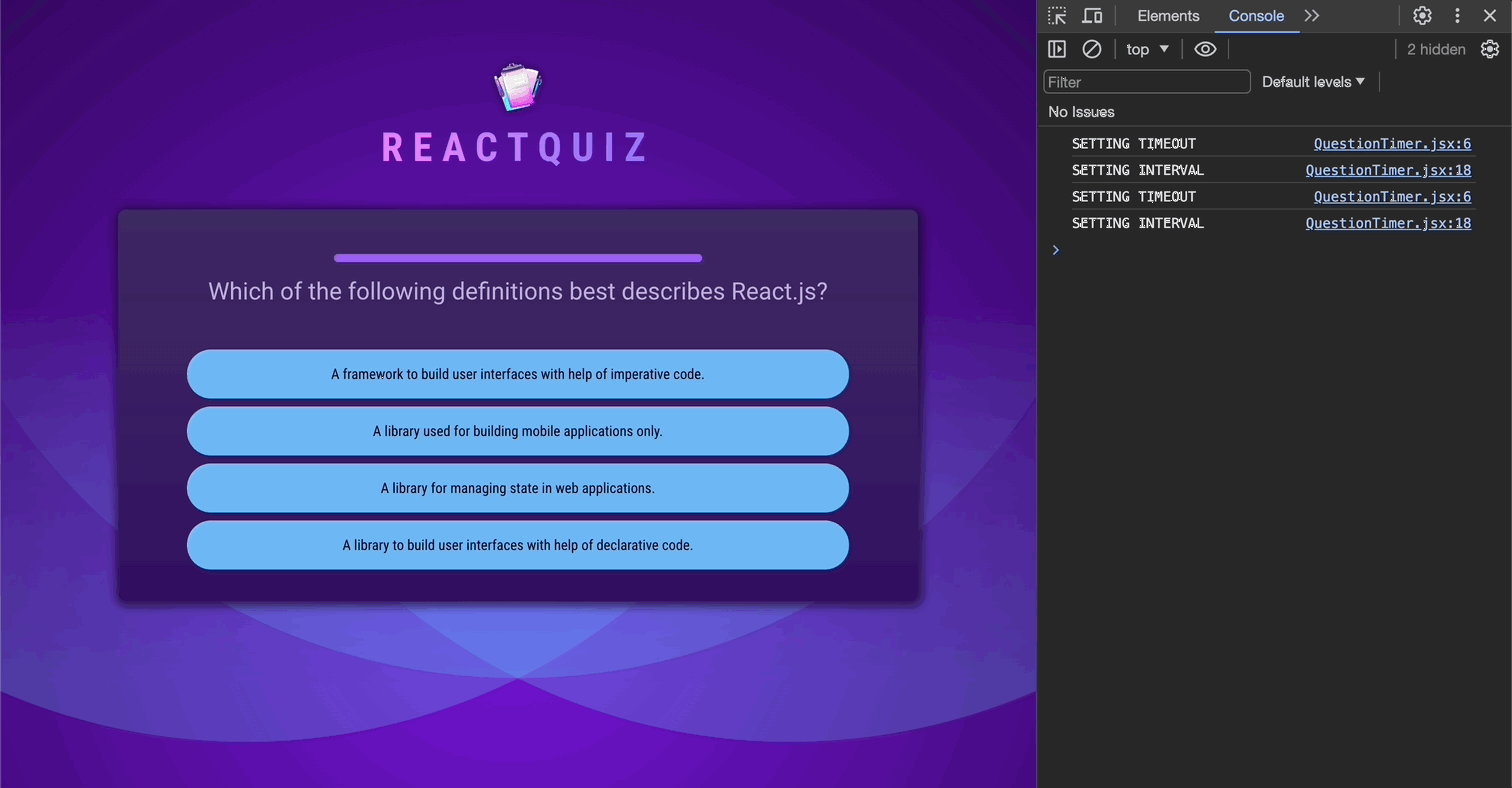 REACTQUIZ
Which of the following definitions best describes React.js?
A framework to build user interfaces with help of imperative code.
A library used for building mobile applications only.
A library for managing state in web applications.
A library to build user interfaces with help of declarative code.
Elements Console
top 2 hidden
Filter Default levels
No Issues
SETTING TIMEOUT QuestionTimer.jsx:6
SETTING INTERVAL QuestionTimer.jsx:18
SETTING TIMEOUT QuestionTimer.jsx:6
SETTING INTERVAL QuestionTimer.jsx:18